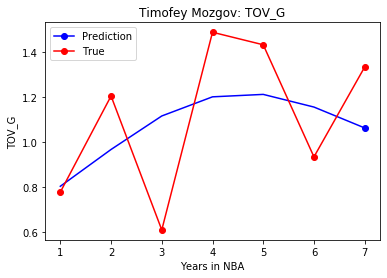 Timofey Mozgov: TOV_G
Prediction
True
TOV_G
1.4
1.2
1.0
0.8
0.6
1 2 3 4 5 6 7
Years in NBA